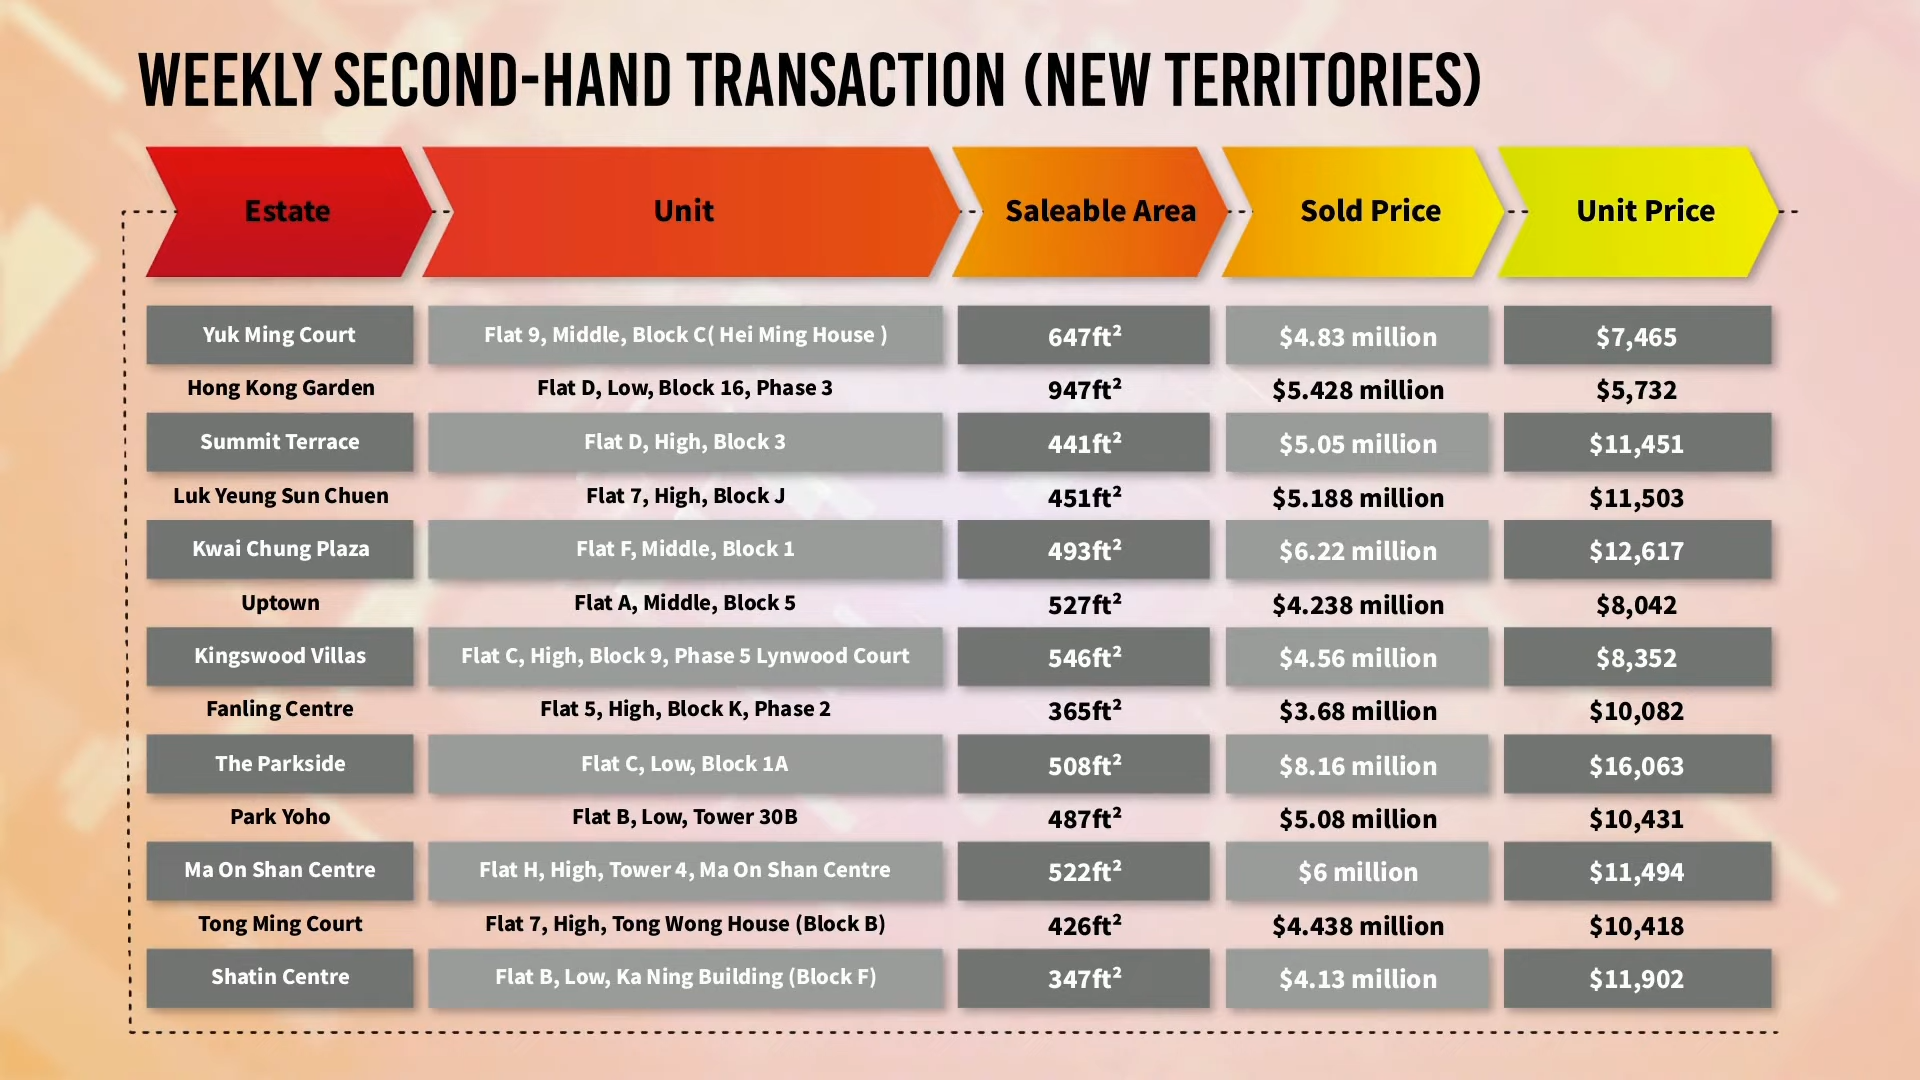 WEEKLY SECOND-HAND TRANSACTION (NEW TERRITORIES)
Estate Unit Saleable Area Sold Price Unit Price
Yuk Ming Court Flat 9, Middle, Block C( Hei Ming House ) 647ft² $4.83 million $7,465
Hong Kong Garden Flat D, Low, Block 16, Phase 3 947ft² $5.428 million $5,732
Summit Terrace Flat D, High, Block 3 441ft² $5.05 million $11,451
Luk Yeung Sun Chuen Flat 7, High, Block J 451ft² $5.188 million $11,503
Kwai Chung Plaza Flat F, Middle, Block 1 493ft² $6.22 million $12,617
Uptown Flat A, Middle, Block 5 527ft² $4.238 million $8,042
Kingswood Villas Flat C, High, Block 9, Phase 5 Lynwood Court 546ft² $4.56 million $8,352
Fanling Centre Flat 5, High, Block K, Phase 2 365ft² $3.68 million $10,082
The Parkside Flat C, Low, Block 1A 508ft² $8.16 million $16,063
Park Yoho Flat B, Low, Tower 30B 487ft² $5.08 million $10,431
Ma On Shan Centre Flat H, High, Tower 4, Ma On Shan Centre 522ft² $6 million $11,494
Tong Ming Court Flat 7, High, Tong Wong House (Block B) 426ft² $4.438 million $10,418
Shatin Centre Flat B, Low, Ka Ning Building (Block F) 347ft² $4.13 million $11,902